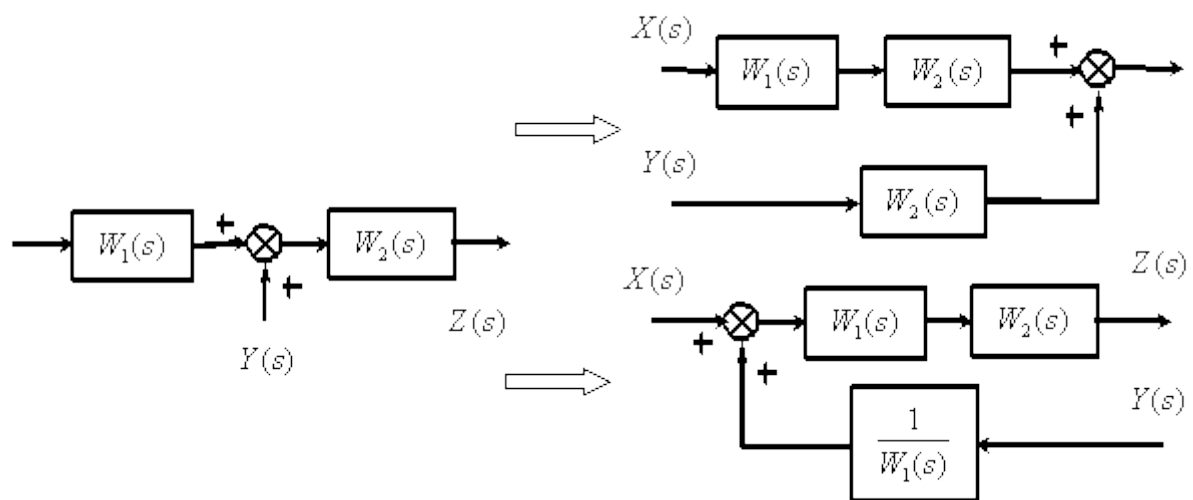 W₁(s)
+
+
W₂(s)
Z(s)
Y(s)
X(s)
W₁(s)
W₂(s)
+
+
Y(s)
W₂(s)
X(s)
Z(s)
+
+
W₁(s)
W₂(s)
Y(s)
1
W₁(s)